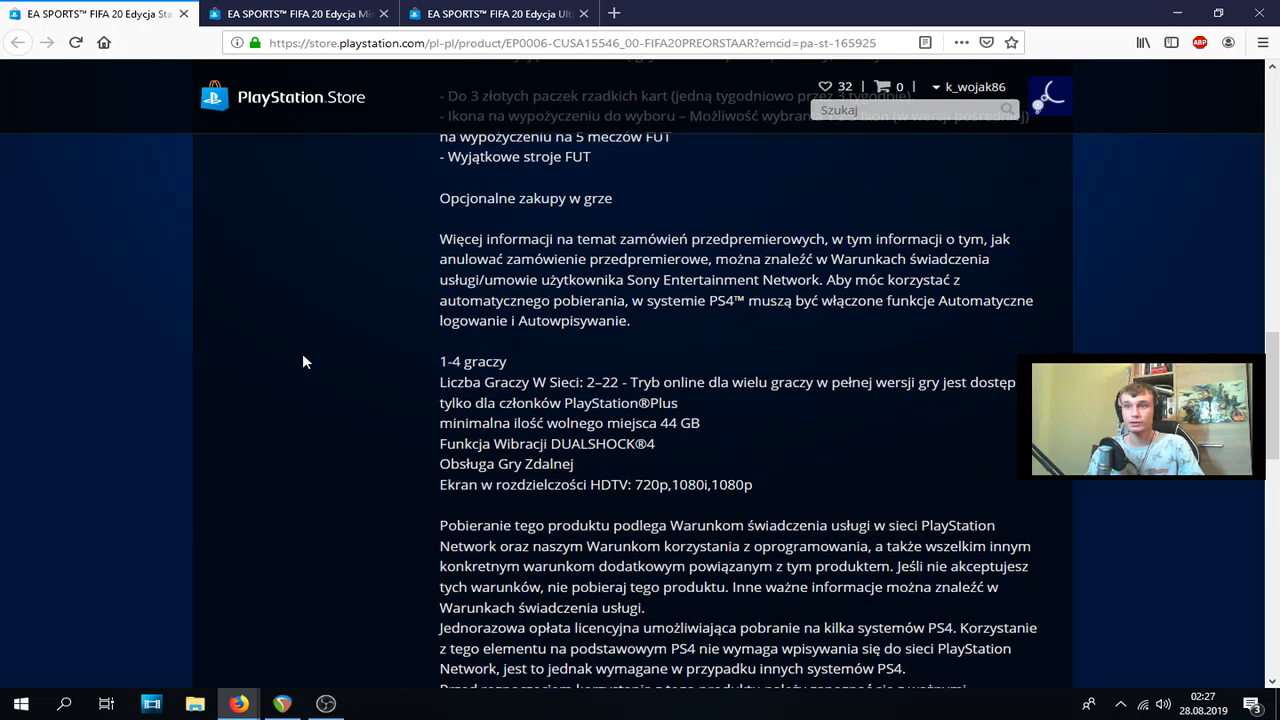 EA SPORTS™ FIFA 20 Edycja Sta
EA SPORTS™ FIFA 20 Edycja Mi
EA SPORTS™ FIFA 20 Edycja Ult
https://store.playstation.com/pl-pl/product/EP0006-CUSA15546_00-FIFA20PREORSTAAR?emcid=pa-st-165925
ABP
PlayStation.Store
32 | 0 | k_wojak86
Szukaj
- Do 3 złotych paczek rzadkich kart (jedną tygodniowo przez 3 tygodnie)
- Ikona na wypożyczeniu do wyboru – Możliwość wybran Ikon (w wersji pośredniej)
na wypożyczeniu na 5 meczów FUT
- Wyjątkowe stroje FUT
Opcjonalne zakupy w grze
Więcej informacji na temat zamówień przedpremierowych, w tym informacji o tym, jak
anulować zamówienie przedpremierowe, można znaleźć w Warunkach świadczenia
usługi/umowie użytkownika Sony Entertainment Network. Aby móc korzystać z
automatycznego pobierania, w systemie PS4™ muszą być włączone funkcje Automatyczne
logowanie i Autowpisywanie.
1-4 graczy
Liczba Graczy W Sieci: 2–22 - Tryb online dla wielu graczy w pełnej wersji gry jest dostęp
tylko dla członków PlayStation®Plus
minimalna ilość wolnego miejsca 44 GB
Funkcja Wibracji DUALSHOCK®4
Obsługa Gry Zdalnej
Ekran w rozdzielczości HDTV: 720p,1080i,1080p
Pobieranie tego produktu podlega Warunkom świadczenia usługi w sieci PlayStation
Network oraz naszym Warunkom korzystania z oprogramowania, a także wszelkim innym
konkretnym warunkom dodatkowym powiązanym z tym produktem. Jeśli nie akceptujesz
tych warunków, nie pobieraj tego produktu. Inne ważne informacje można znaleźć w
Warunkach świadczenia usługi.
Jednorazowa opłata licencyjna umożliwiająca pobranie na kilka systemów PS4. Korzystanie
z tego elementu na podstawowym PS4 nie wymaga wpisywania się do sieci PlayStation
Network, jest to jednak wymagane w przypadku innych systemów PS4.
02:27
28.08.2019
3